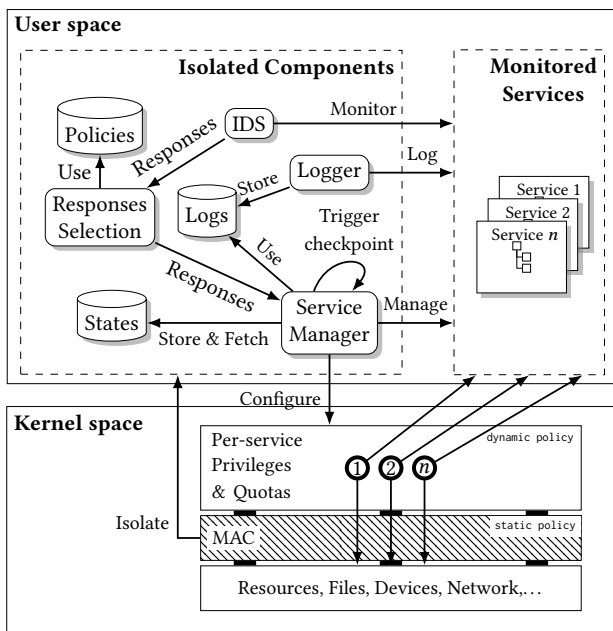 User space
Isolated Components
Monitored
Services
Policies
IDS
Monitor
Responses
Use
Logger
Log
Store
Responses
Selection
Logs
Service 1
Service 2
Service n
Trigger
checkpoint
Use
Responses
States
Service
Manager
Manage
Store & Fetch
Configure
Kernel space
Per-service
Privileges
& Quotas
dynamic policy
1
2
n
Isolate
MAC
static policy
Resources, Files, Devices, Network,…